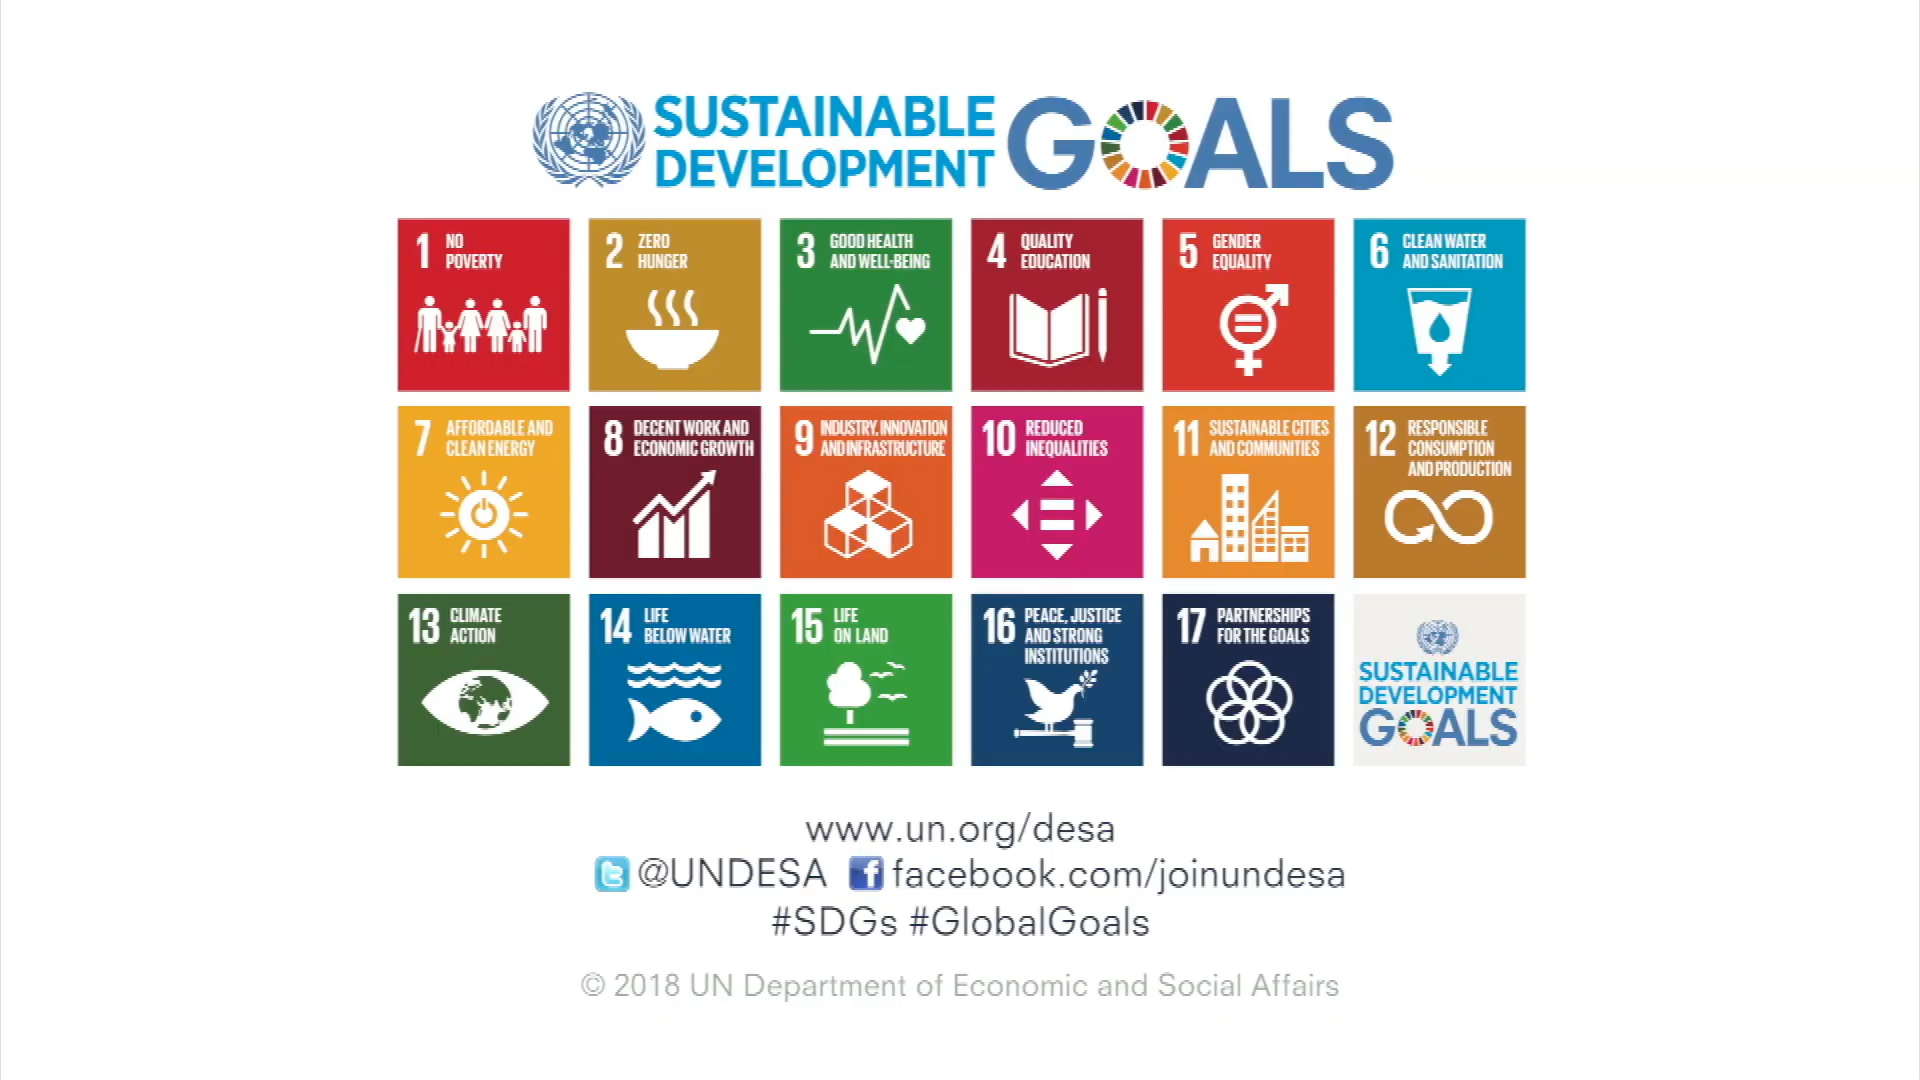 SUSTAINABLE
DEVELOPMENT
GOALS
1 NO
POVERTY
2 ZERO
HUNGER
3 GOOD HEALTH
AND WELL-BEING
4 QUALITY
EDUCATION
5 GENDER
EQUALITY
6 CLEAN WATER
AND SANITATION
7 AFFORDABLE AND
CLEAN ENERGY
8 DECENT WORK AND
ECONOMIC GROWTH
9 INDUSTRY, INNOVATION
AND INFRASTRUCTURE
10 REDUCED
INEQUALITIES
11 SUSTAINABLE CITIES
AND COMMUNITIES
12 RESPONSIBLE
CONSUMPTION
AND PRODUCTION
13 CLIMATE
ACTION
14 LIFE
BELOW WATER
15 LIFE
ON LAND
16 PEACE, JUSTICE
AND STRONG
INSTITUTIONS
17 PARTNERSHIPS
FOR THE GOALS
SUSTAINABLE
DEVELOPMENT
GOALS
www.un.org/desa
@UNDESA facebook.com/joinundesa
#SDGs #GlobalGoals
© 2018 UN Department of Economic and Social Affairs